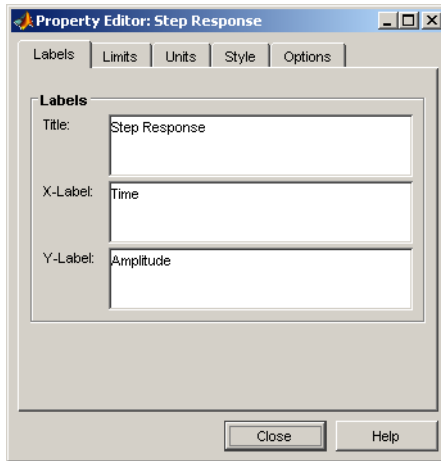 Property Editor: Step Response
Labels Limits Units Style Options
Labels
Title: Step Response
X-Label: Time
Y-Label: Amplitude
Close Help